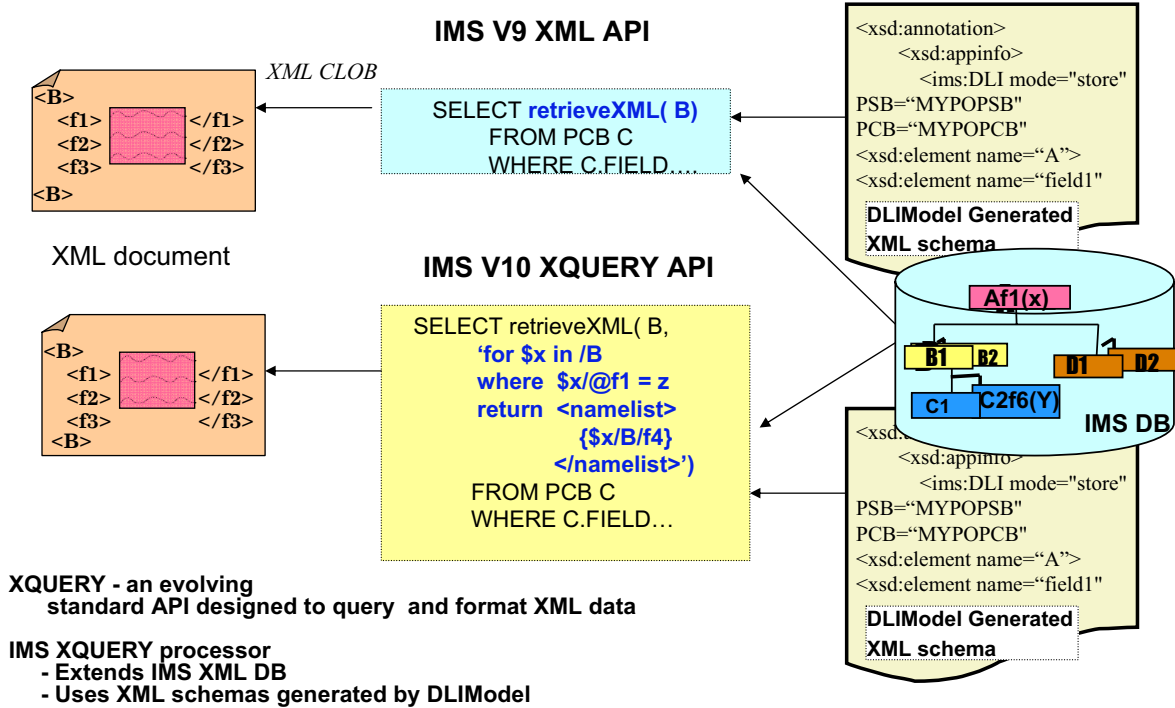 IMS V9 XML API
XML CLOB
<B>
<f1> </f1>
<f2> </f2>
<f3> </f3>
<B>
XML document
SELECT retrieveXML( B)
FROM PCB C
WHERE C.FIELD….
<xsd:annotation>
<xsd:appinfo>
<ims:DLI mode="store"
PSB=“MYPOPSB"
PCB=“MYPOPCB"
<xsd:element name=“A”>
<xsd:element name=“field1"
DLIModel Generated
XML schema
IMS V10 XQUERY API
<B>
<f1> </f1>
<f2> </f2>
<f3> </f3>
<B>
SELECT retrieveXML( B,
‘for $x in /B
where $x/@f1 = z
return <namelist>
{$x/B/f4}
</namelist>’)
FROM PCB C
WHERE C.FIELD…
Af1(x)
B1 B2
D1 D2
C1 C2f6(Y)
IMS DB
<xsd:
<xsd:appinfo>
<ims:DLI mode="store"
PSB=“MYPOPSB"
PCB=“MYPOPCB"
<xsd:element name=“A”>
<xsd:element name=“field1"
DLIModel Generated
XML schema
XQUERY - an evolving
standard API designed to query and format XML data
IMS XQUERY processor
- Extends IMS XML DB
- Uses XML schemas generated by DLIModel